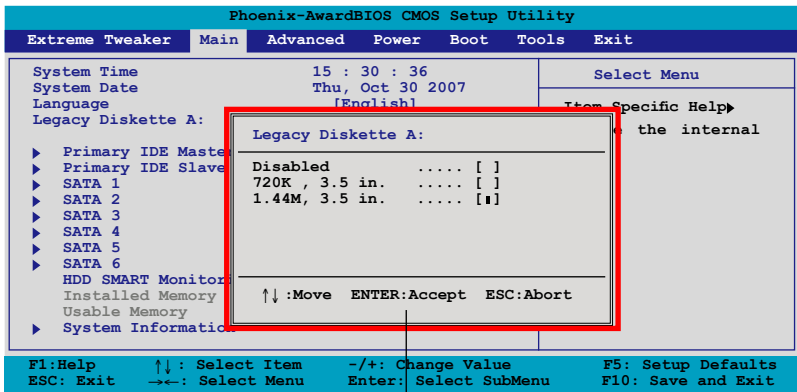 Phoenix-AwardBIOS CMOS Setup Utility
Extreme Tweaker Main Advanced Power Boot Tools Exit
System Time 15 : 30 : 36
System Date Thu, Oct 30 2007
Language [English]
Legacy Diskette A:
Primary IDE Master
Primary IDE Slave
SATA 1
SATA 2
SATA 3
SATA 4
SATA 5
SATA 6
HDD SMART Monitori
Installed Memory
Usable Memory
System Information
Legacy Diskette A:
Disabled ..... [ ]
720K , 3.5 in. ..... [ ]
1.44M, 3.5 in. ..... [▮]
↑↓ :Move ENTER:Accept ESC:Abort
Select Menu
Item Specific Help▶
the internal
F1:Help ↑↓ : Select Item -/+: Change Value F5: Setup Defaults
ESC: Exit →←: Select Menu Enter: Select SubMenu F10: Save and Exit